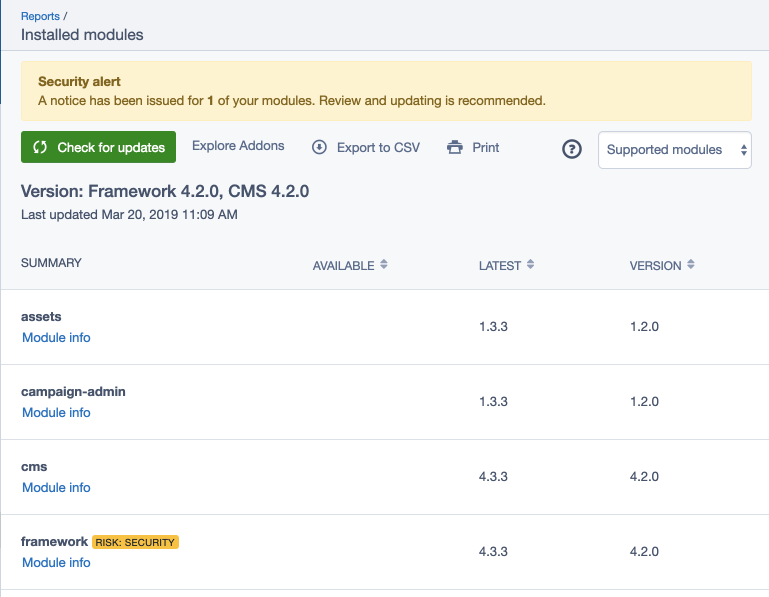 Reports /
Installed modules
Security alert
A notice has been issued for 1 of your modules. Review and updating is recommended.
Check for updates
Explore Addons
Export to CSV
Print
?
Supported modules
Version: Framework 4.2.0, CMS 4.2.0
Last updated Mar 20, 2019 11:09 AM
SUMMARY AVAILABLE LATEST VERSION
assets
Module info
1.3.3 1.2.0
campaign-admin
Module info
1.3.3 1.2.0
cms
Module info
4.3.3 4.2.0
framework RISK: SECURITY
Module info
4.3.3 4.2.0